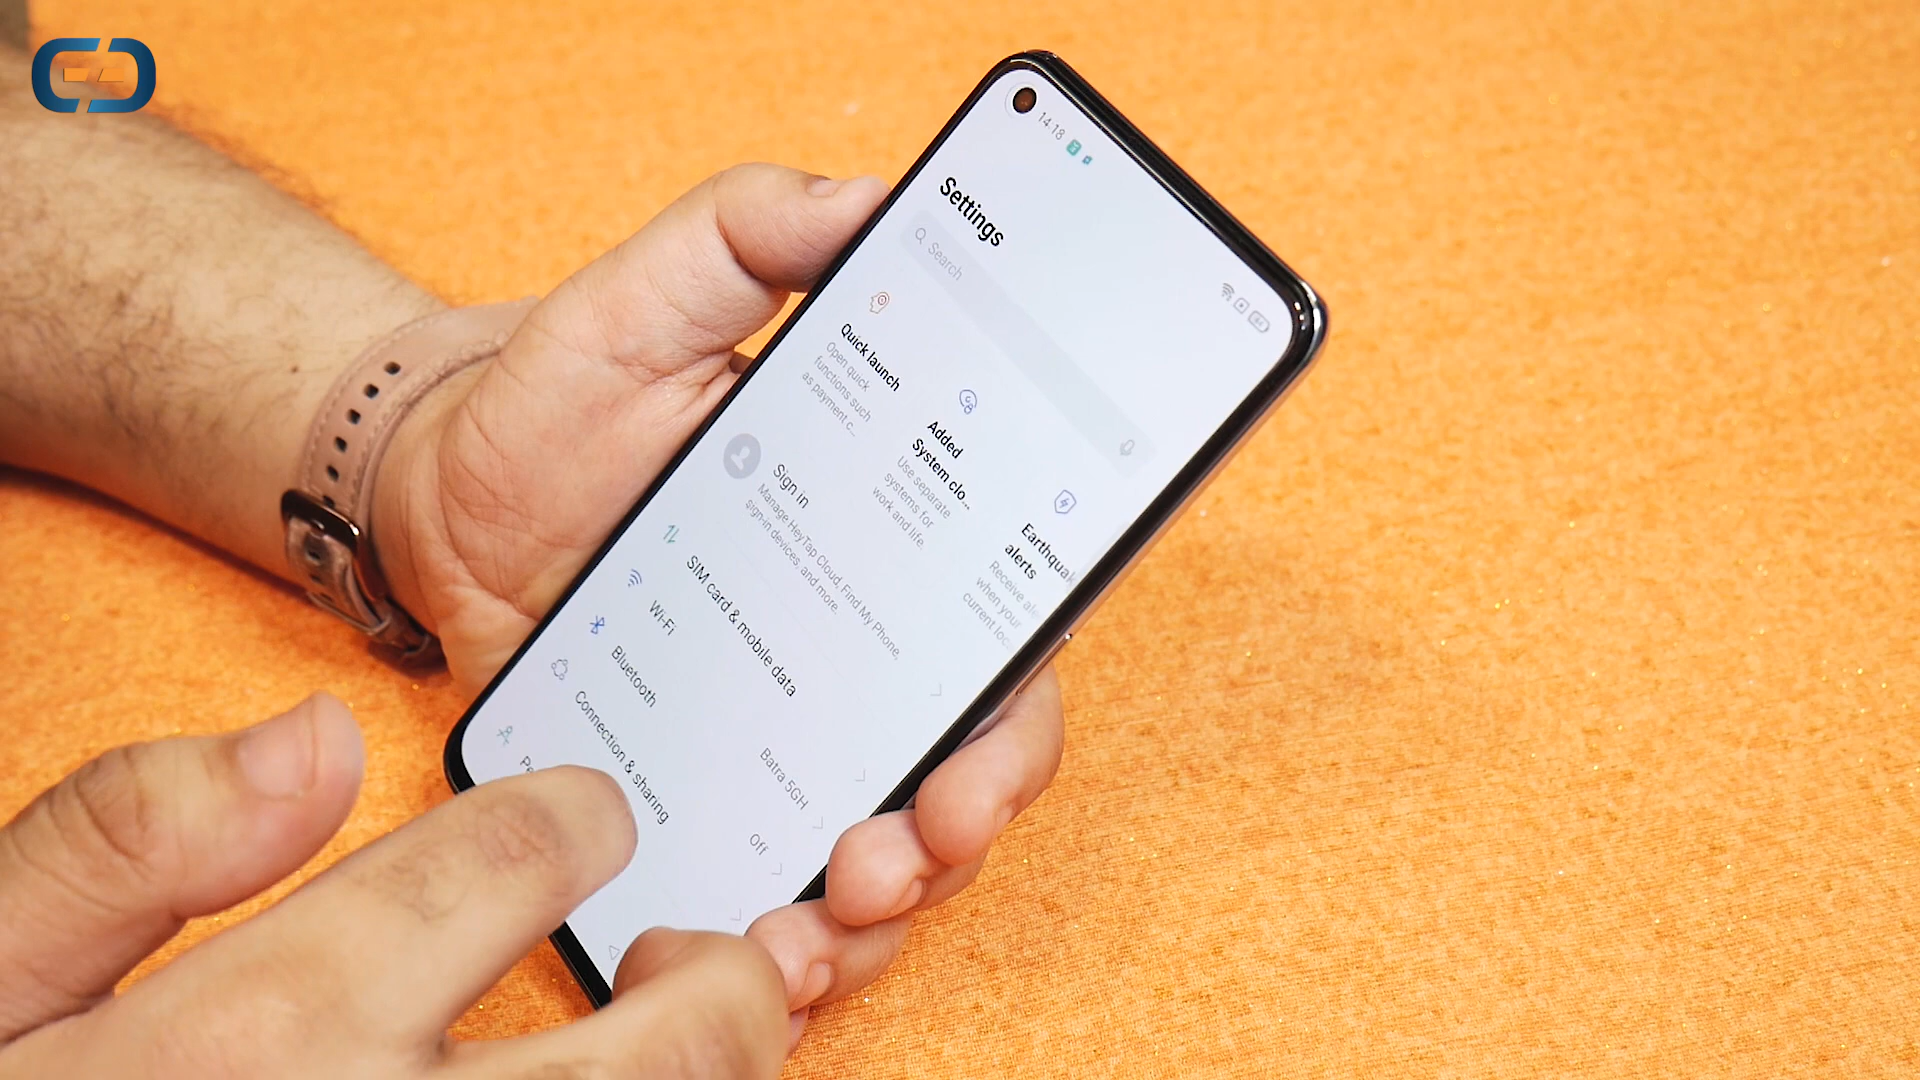 14:18
Settings
Search
Quick launch
Open quick
functions such
as payment c...
Added
System clo...
Use separate
systems for
work and life.
Earthquak
alerts
Receive ale
when your
current loc
Sign in
Manage HeyTap Cloud, Find My Phone,
sign-in devices, and more.
SIM card & mobile data
Wi-Fi
Batra 5GH
Bluetooth
Off
Connection & sharing
Pe